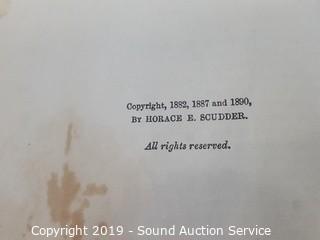 Copyright, 1882, 1887 and 1890,
BY HORACE E. SCUDDER.
All rights reserved.
Copyright 2019 - Sound Auction Service